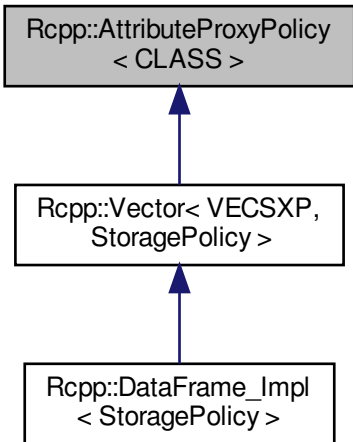 Rcpp::AttributeProxyPolicy
< CLASS >
Rcpp::Vector< VECSXP,
StoragePolicy >
Rcpp::DataFrame_Impl
< StoragePolicy >